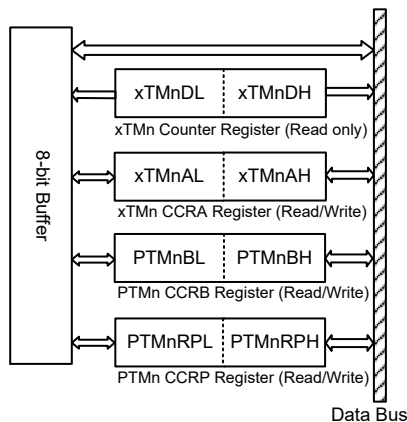 8-bit Buffer
xTMnDL xTMnDH
xTMn Counter Register (Read only)
xTMnAL xTMnAH
xTMn CCRA Register (Read/Write)
PTMnBL PTMnBH
PTMn CCRB Register (Read/Write)
PTMnRPL PTMnRPH
PTMn CCRP Register (Read/Write)
Data Bus